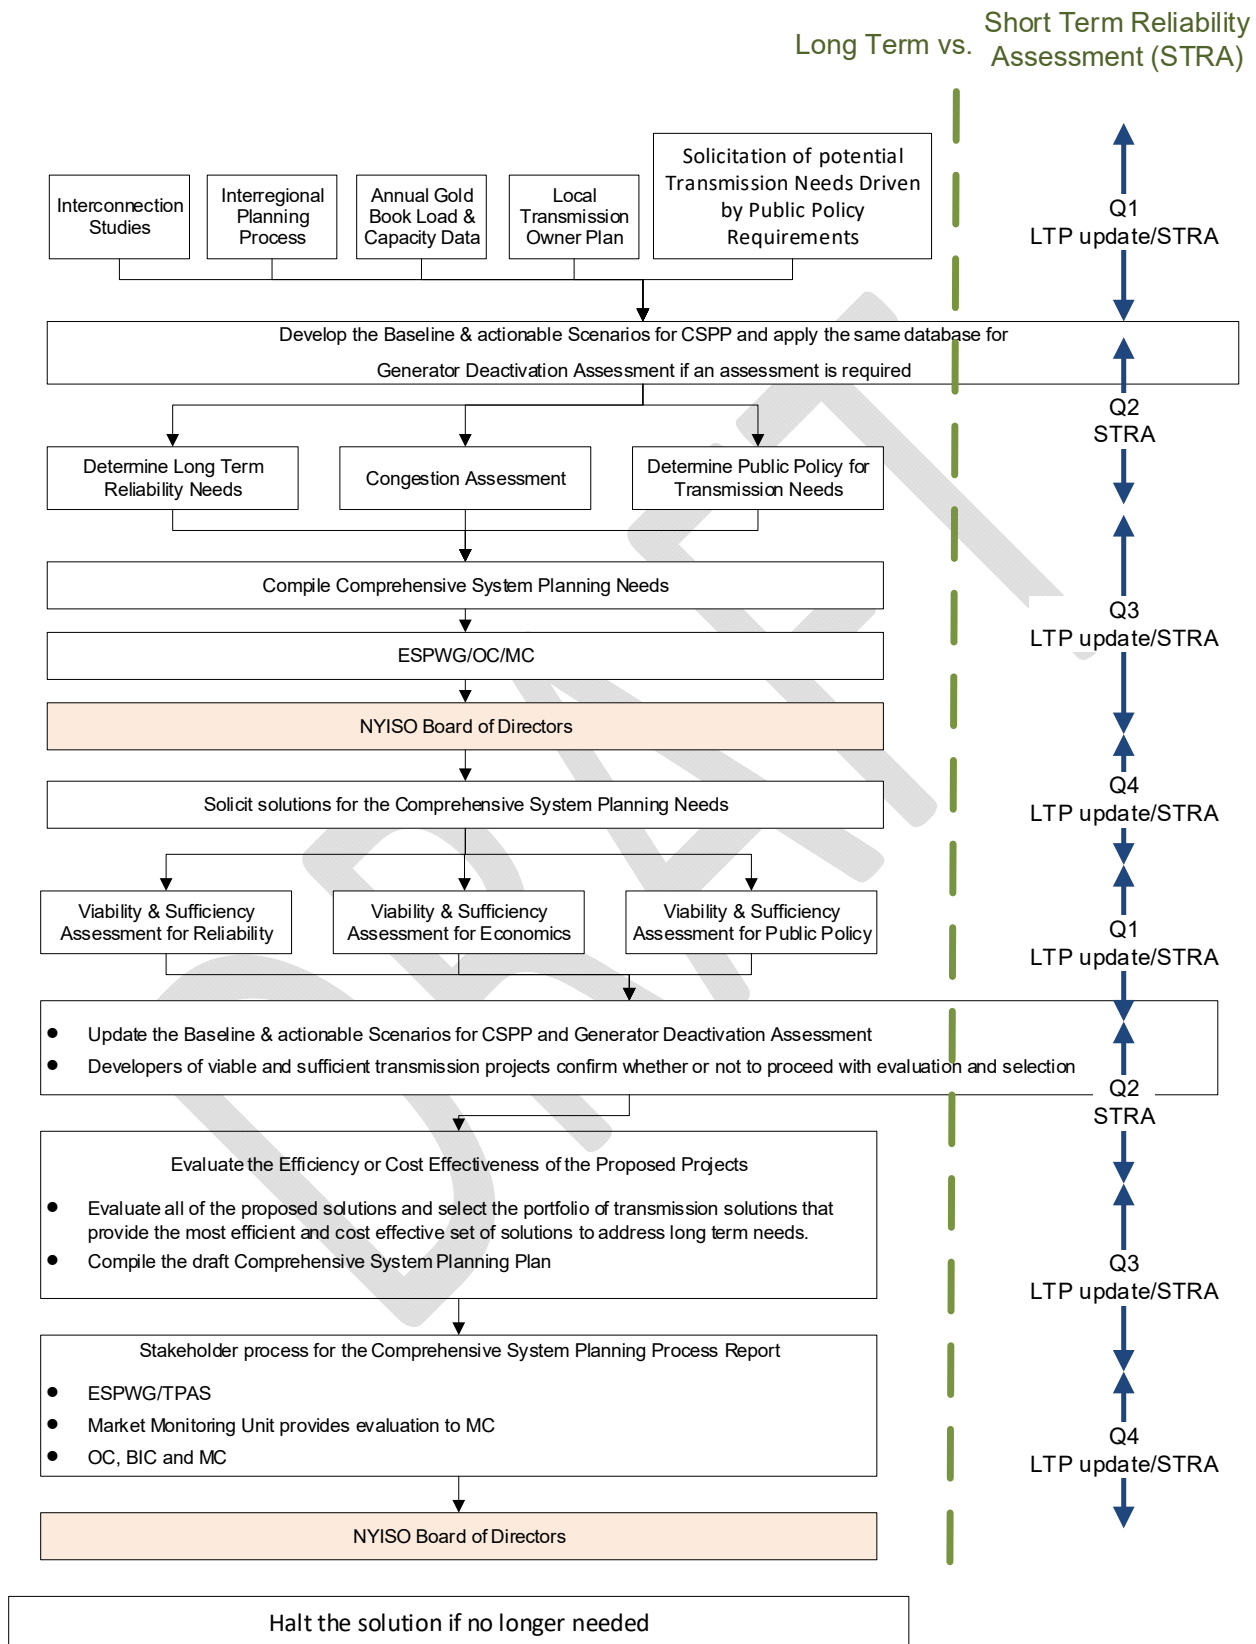 Long Term vs.
Short Term Reliability
Assessment (STRA)
Interconnection
Studies
Interregional
Planning
Process
Annual Gold
Book Load &
Capacity Data
Local
Transmission
Owner Plan
Solicitation of potential
Transmission Needs Driven
by Public Policy
Requirements
Q1
LTP update/STRA
Develop the Baseline & actionable Scenarios for CSPP and apply the same database for
Generator Deactivation Assessment if an assessment is required
Q2
STRA
Determine Long Term
Reliability Needs
Congestion Assessment
Determine Public Policy for
Transmission Needs
Compile Comprehensive System Planning Needs
Q3
LTP update/STRA
ESPWG/OC/MC
NYISO Board of Directors
Solicit solutions for the Comprehensive System Planning Needs
Q4
LTP update/STRA
Viability & Sufficiency
Assessment for Reliability
Viability & Sufficiency
Assessment for Economics
Viability & Sufficiency
Assessment for Public Policy
Q1
LTP update/STRA
• Update the Baseline & actionable Scenarios for CSPP and Generator Deactivation Assessment
• Developers of viable and sufficient transmission projects confirm whether or not to proceed with evaluation and selection
Q2
STRA
Evaluate the Efficiency or Cost Effectiveness of the Proposed Projects
• Evaluate all of the proposed solutions and select the portfolio of transmission solutions that
provide the most efficient and cost effective set of solutions to address long term needs.
• Compile the draft Comprehensive System Planning Plan
Q3
LTP update/STRA
Stakeholder process for the Comprehensive System Planning Process Report
• ESPWG/TPAS
• Market Monitoring Unit provides evaluation to MC
• OC, BIC and MC
Q4
LTP update/STRA
NYISO Board of Directors
Halt the solution if no longer needed
DRAFT